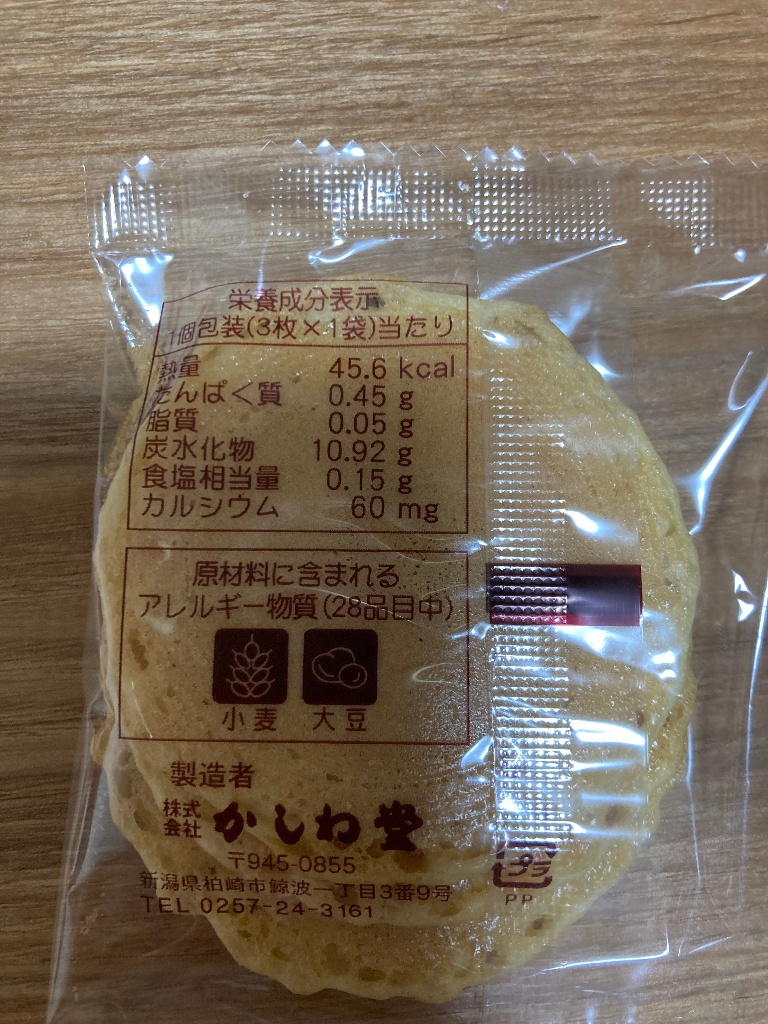 栄養成分表示
1個包装(3枚×1袋)当たり
熱量 45.6 kcal
たんぱく質 0.45 g
脂質 0.05 g
炭水化物 10.92 g
食塩相当量 0.15 g
カルシウム 60 mg
原材料に含まれる
アレルギー物質(28品目中)
小麦 大豆
製造者
株式会社 かしわ堂
〒945-0855
新潟県柏崎市鯨波一丁目3番9号
TEL 0257-24-3161
プラ
PP